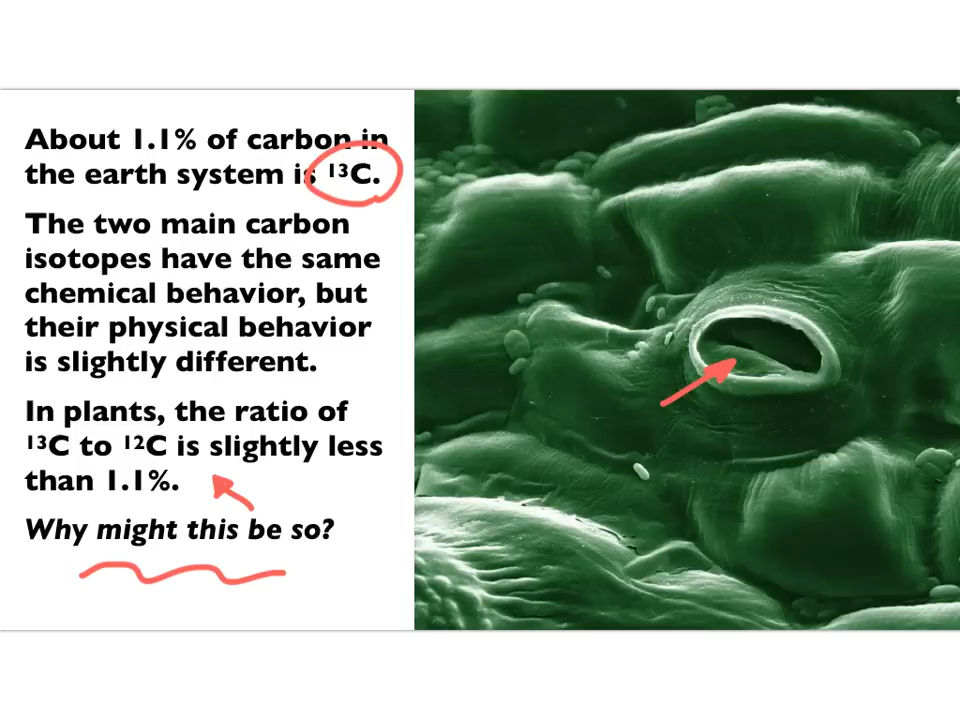 About 1.1% of carbon in
the earth system is ¹³C.
The two main carbon
isotopes have the same
chemical behavior, but
their physical behavior
is slightly different.
In plants, the ratio of
¹³C to ¹²C is slightly less
than 1.1%.
Why might this be so?